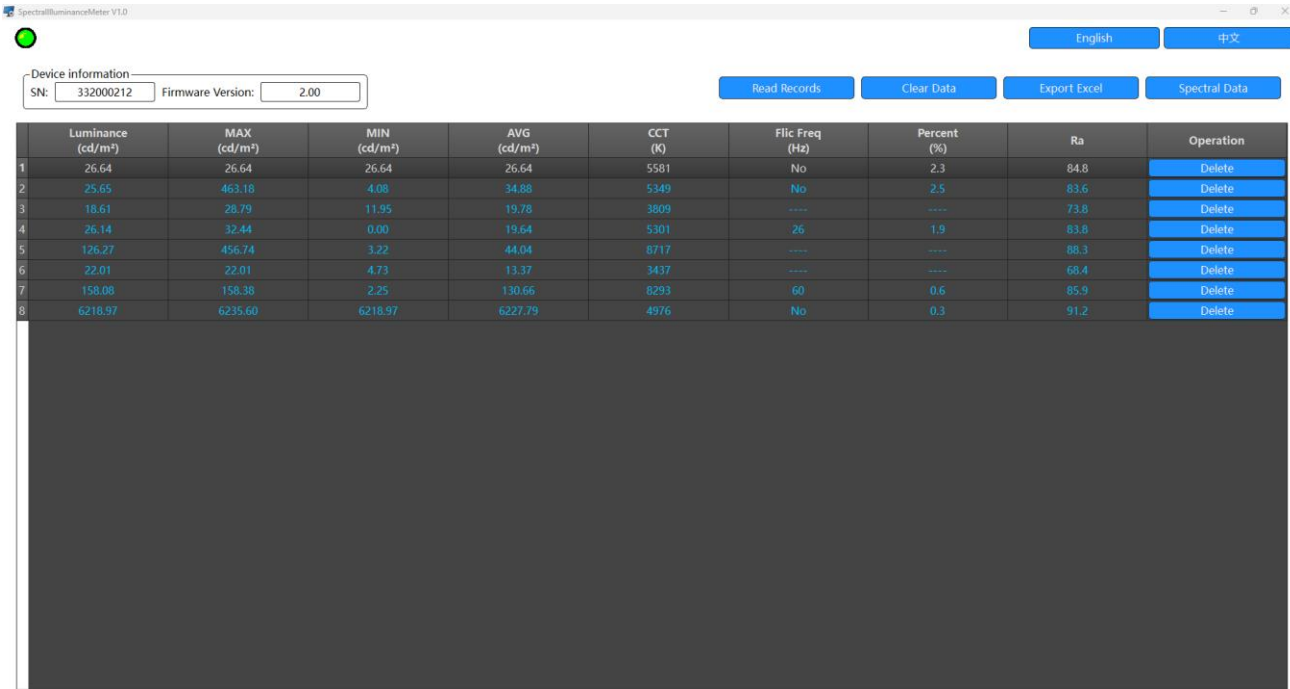 SpectralIlluminanceMeter V1.0
English 中文
Device information
SN: 332000212 Firmware Version: 2.00
Read Records Clear Data Export Excel Spectral Data
Luminance (cd/m²) MAX (cd/m²) MIN (cd/m²) AVG (cd/m²) CCT (K) Flic Freq (Hz) Percent (%) Ra Operation
1 26.64 26.64 26.64 26.64 5581 No 2.3 84.8 Delete
2 25.65 463.18 4.08 34.88 5349 No 2.5 83.6 Delete
3 18.61 28.79 11.95 19.78 3809 ---- ---- 73.8 Delete
4 26.14 32.44 0.00 19.64 5301 26 1.9 83.8 Delete
5 126.27 456.74 3.22 44.04 8717 ---- ---- 88.3 Delete
6 22.01 22.01 4.73 13.37 3437 ---- ---- 68.4 Delete
7 158.08 158.38 2.25 130.66 8293 60 0.6 85.9 Delete
8 6218.97 6235.60 6218.97 6227.79 4976 No 0.3 91.2 Delete